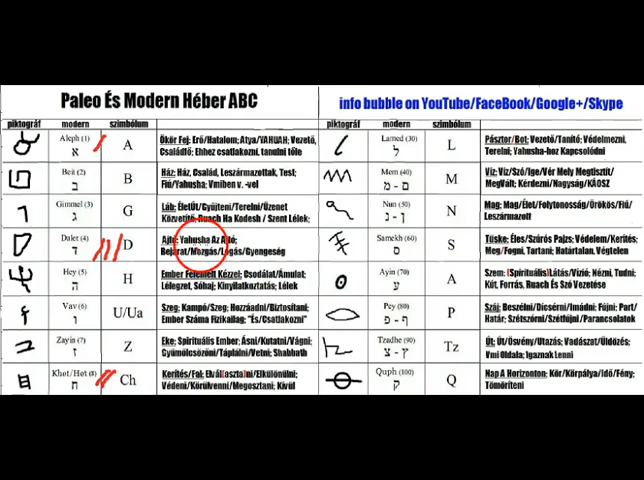 Paleo És Modern Héber ABC
info bubble on YouTube/FaceBook/Google+/Skype
piktográf modern szimbólum
Aleph (1)
א
A
Ökör Fej: Erő/Hatalom; Atya/YAHUAH; Vezető,
Családfő; Ehhez csatlakozni, tanulni tőle
Beit (2)
ב
B
Ház: Ház, Család, Leszármazottak, Test;
Fiú/Yahusha; Vmiben v. -vel
Gimmel (3)
ג
G
Láb: ÉletÚt/Gyűjteni/Terelni/Üzenet
Közvetítő; Ruach Ha Kodesh / Szent Lélek;
Dalet (4)
ד
D
Ajtó: Yahusha Az Ajtó;
Bejárat/Mozgás/Lógás/Gyengeség
Hey (5)
ה
H
Ember Felemelt Kézzel: Csodálat/Ámulat;
Lélegzet, Sóhaj; Kinyilatkoztatás; Lélek
Vav (6)
ו
U/Ua
Szeg: Kampó/Szeg; Hozzáadni/Biztosítani;
Ember Száma Fizikailag; "És/Csatlakozni"
Zayin (7)
ז
Z
Eke: Spirituális Ember; Ásni/Kutatni/Vágni;
Gyümölcsözni/Táplálni/Vetni; Shabbath
Khet/Het (8)
ח
Ch
Kerítés/Fal: Elválasztani/Elkülönülni;
Védeni/Körülvenni/Megosztani; Kívül
piktográf modern szimbólum
Lamed (30)
ל
L
Pásztor/Bot: Vezető/Tanító; Védelmezni,
Terelni; Yahusha-hoz Kapcsolódni
Mem (40)
מ - ם
M
Víz: Víz/Szó/Ige/Vér Mely Megtisztít/
MegVált; Kérdezni/Nagyság/KÁOSZ
Nun (50)
נ - ן
N
Mag: Mag/Élet/Folytonosság/Örökös/Fiú/
Leszármazott
Samekh (60)
ס
S
Tüske: Éles/Szúrós Pajzs; Védelem/Kerítés;
Meg/Fogni, Tartani; Határtalan, Végtelen
Ayin (70)
ע
A
Szem: (Spirituális)Látás/Vízió; Nézni, Tudni
Kút, Forrás, Ruach És Szó Vezetése
Pey (80)
פ - ף
P
Száj: Beszélni/Dicsérni/Imádni; Fújni; Part/
Határ; Szétszórni/Szétfújni/Parancsolatok
Tzadhe (90)
צ - ץ
Tz
Út: Út/Ösvény/Utazás; Vadászat/Üldözés;
Vmi Oldala; Igaznak Lenni
Quph (100)
ק
Q
Nap A Horizonton: Kör/Körpálya/Idő/Fény;
Tömöríteni